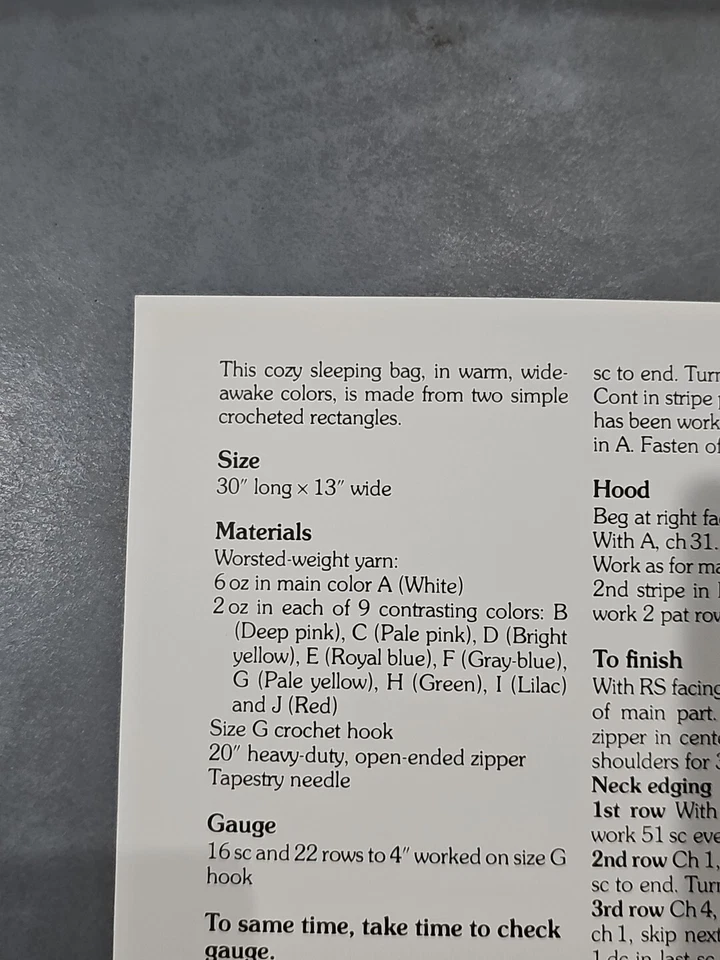 This cozy sleeping bag, in warm, wide-
awake colors, is made from two simple
crocheted rectangles.
Size
30" long × 13" wide
Materials
Worsted-weight yarn:
6 oz in main color A (White)
2 oz in each of 9 contrasting colors: B
(Deep pink), C (Pale pink), D (Bright
yellow), E (Royal blue), F (Gray-blue),
G (Pale yellow), H (Green), I (Lilac)
and J (Red)
Size G crochet hook
20" heavy-duty, open-ended zipper
Tapestry needle
Gauge
16 sc and 22 rows to 4" worked on size G
hook
To same time, take time to check
gauge.
sc to end. Turn
Cont in stripe
has been work
in A. Fasten of
Hood
Beg at right fa
With A, ch 31.
Work as for ma
2nd stripe in
work 2 pat row
To finish
With RS facing
of main part.
zipper in cente
shoulders for 3
Neck edging
1st row With
work 51 sc eve
2nd row Ch 1,
sc to end. Turn
3rd row Ch 4,
ch 1, skip next
1 dc in last sc